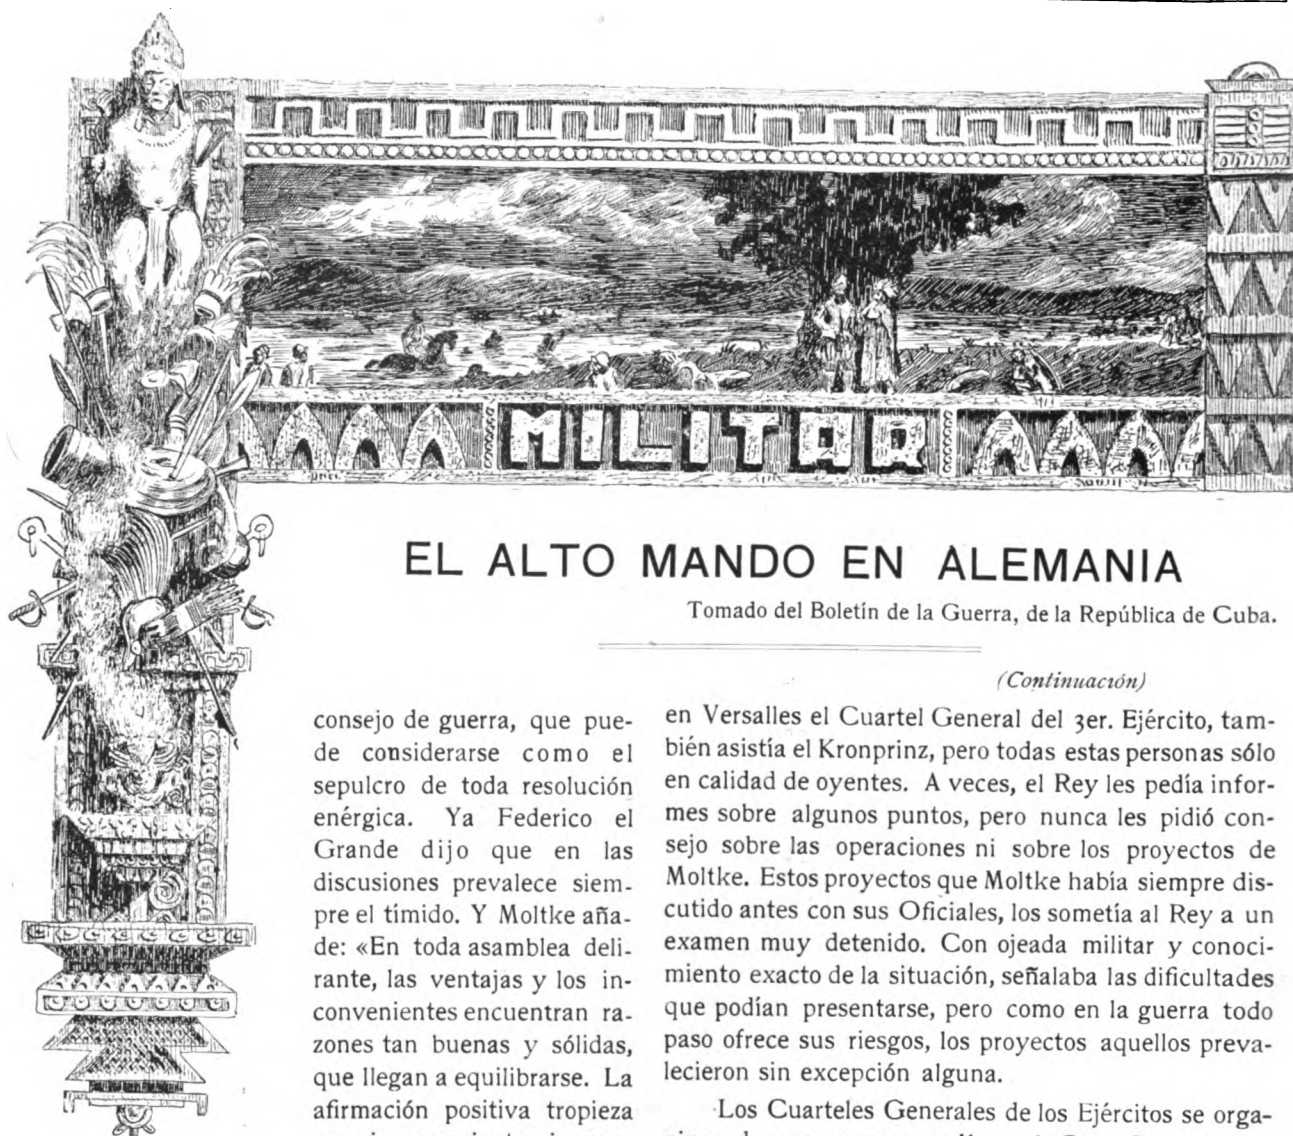 MILITAR
EL ALTO MANDO EN ALEMANIA
Tomado del Boletín de la Guerra, de la República de Cuba.
(Continuación)
consejo de guerra, que pue-
de considerarse como el
sepulcro de toda resolución
enérgica. Ya Federico el
Grande dijo que en las
discusiones prevalece siem-
pre el tímido. Y Moltke aña-
de: «En toda asamblea deli-
rante, las ventajas y los in-
convenientes encuentran ra-
zones tan buenas y sólidas,
que llegan a equilibrarse. La
afirmación positiva tropieza
en Versalles el Cuartel General del 3er. Ejército, tam-
bién asistía el Kronprinz, pero todas estas personas sólo
en calidad de oyentes. A veces, el Rey les pedía infor-
mes sobre algunos puntos, pero nunca les pidió con-
sejo sobre las operaciones ni sobre los proyectos de
Moltke. Estos proyectos que Moltke había siempre dis-
cutido antes con sus Oficiales, los sometía al Rey a un
examen muy detenido. Con ojeada militar y conoci-
miento exacto de la situación, señalaba las dificultades
que podían presentarse, pero como en la guerra todo
paso ofrece sus riesgos, los proyectos aquellos preva-
lecieron sin excepción alguna.
Los Cuarteles Generales de los Ejércitos se orga-